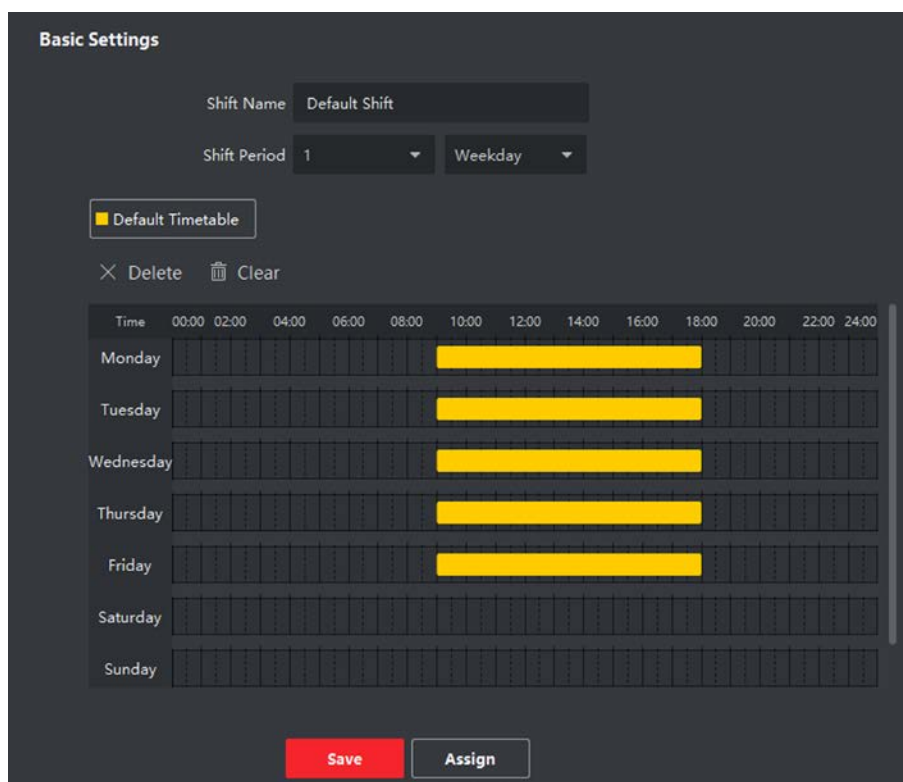 Basic Settings
Shift Name Default Shift
Shift Period 1 Weekday
Default Timetable
Delete Clear
Time 00:00 02:00 04:00 06:00 08:00 10:00 12:00 14:00 16:00 18:00 20:00 22:00 24:00
Monday
Tuesday
Wednesday
Thursday
Friday
Saturday
Sunday
Save Assign